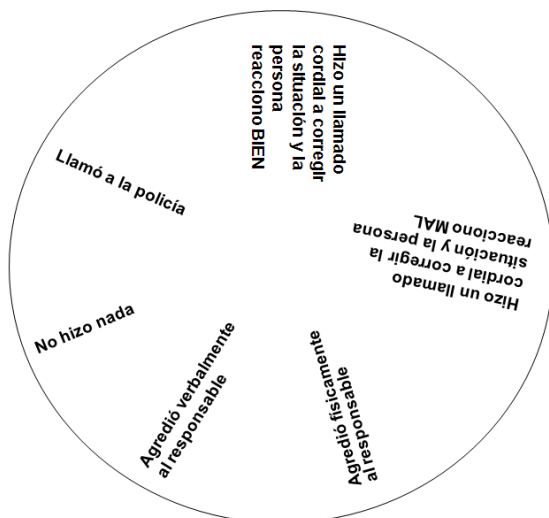 Hizo un llamado
cordial a corregir
la situación y la
persona
reacciono BIEN
Hizo un llamado
cordial a corregir la
situación y la persona
reacciono MAL
Agredió fisicamente
al responsable
Agredió verbalmente
al responsable
No hizo nada
Llamó a la policía